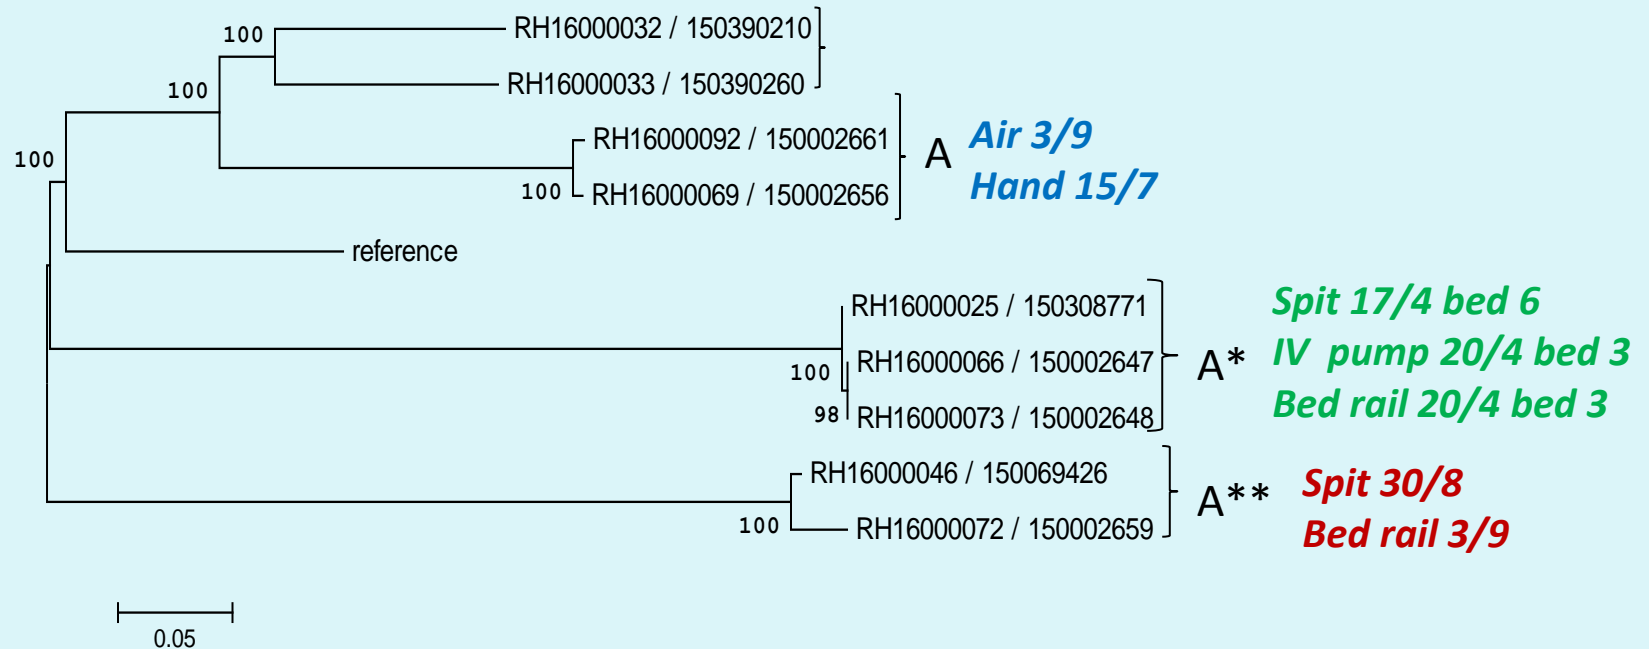 100
RH16000032 / 150390210
100
RH16000033 / 150390260
RH16000092 / 150002661
A
Air 3/9
Hand 15/7
100
100
RH16000069 / 150002656
reference
RH16000025 / 150308771
Spit 17/4 bed 6
100
RH16000066 / 150002647
A*
IV pump 20/4 bed 3
98
RH16000073 / 150002648
Bed rail 20/4 bed 3
RH16000046 / 150069426
A**
Spit 30/8
100
RH16000072 / 150002659
Bed rail 3/9
0.05